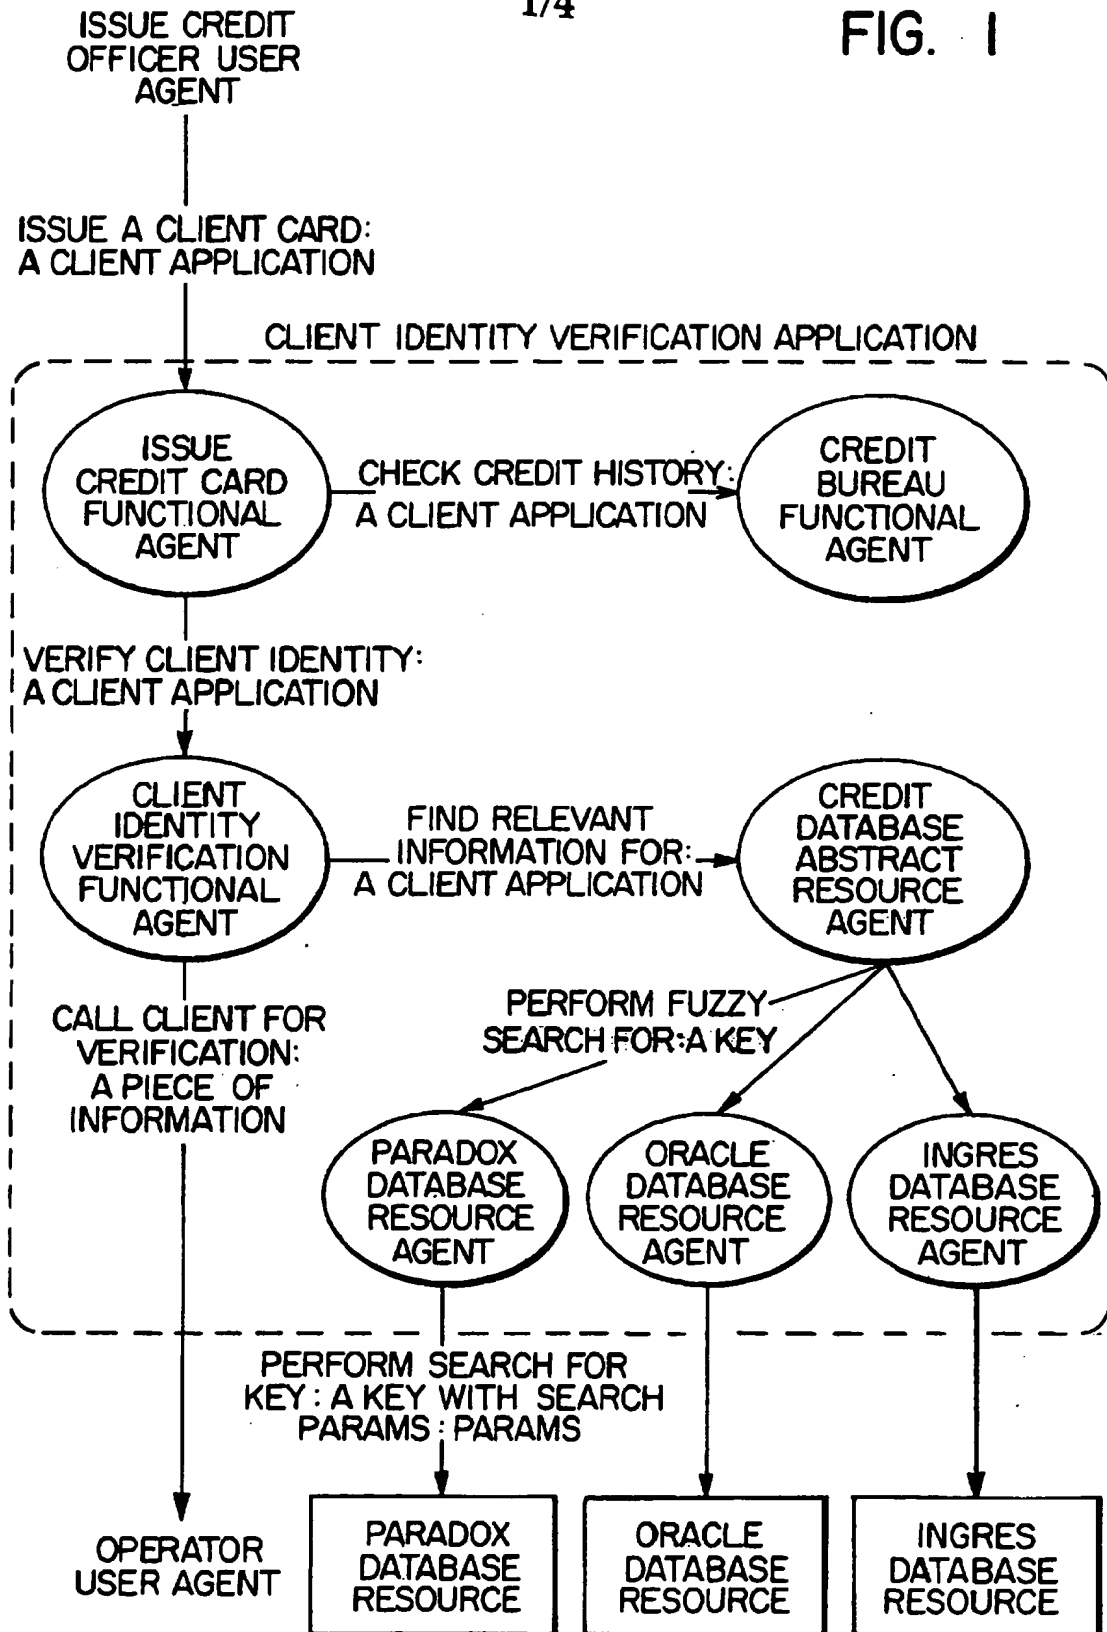 1/4
FIG. 1
ISSUE CREDIT
OFFICER USER
AGENT
ISSUE A CLIENT CARD:
A CLIENT APPLICATION
CLIENT IDENTITY VERIFICATION APPLICATION
ISSUE
CREDIT CARD
FUNCTIONAL
AGENT
CHECK CREDIT HISTORY:
A CLIENT APPLICATION
CREDIT
BUREAU
FUNCTIONAL
AGENT
VERIFY CLIENT IDENTITY:
A CLIENT APPLICATION
CLIENT
IDENTITY
VERIFICATION
FUNCTIONAL
AGENT
FIND RELEVANT
INFORMATION FOR:
A CLIENT APPLICATION
CREDIT
DATABASE
ABSTRACT
RESOURCE
AGENT
CALL CLIENT FOR
VERIFICATION:
A PIECE OF
INFORMATION
PERFORM FUZZY
SEARCH FOR:A KEY
PARADOX
DATABASE
RESOURCE
AGENT
ORACLE
DATABASE
RESOURCE
AGENT
INGRES
DATABASE
RESOURCE
AGENT
PERFORM SEARCH FOR
KEY: A KEY WITH SEARCH
PARAMS: PARAMS
OPERATOR
USER AGENT
PARADOX
DATABASE
RESOURCE
ORACLE
DATABASE
RESOURCE
INGRES
DATABASE
RESOURCE